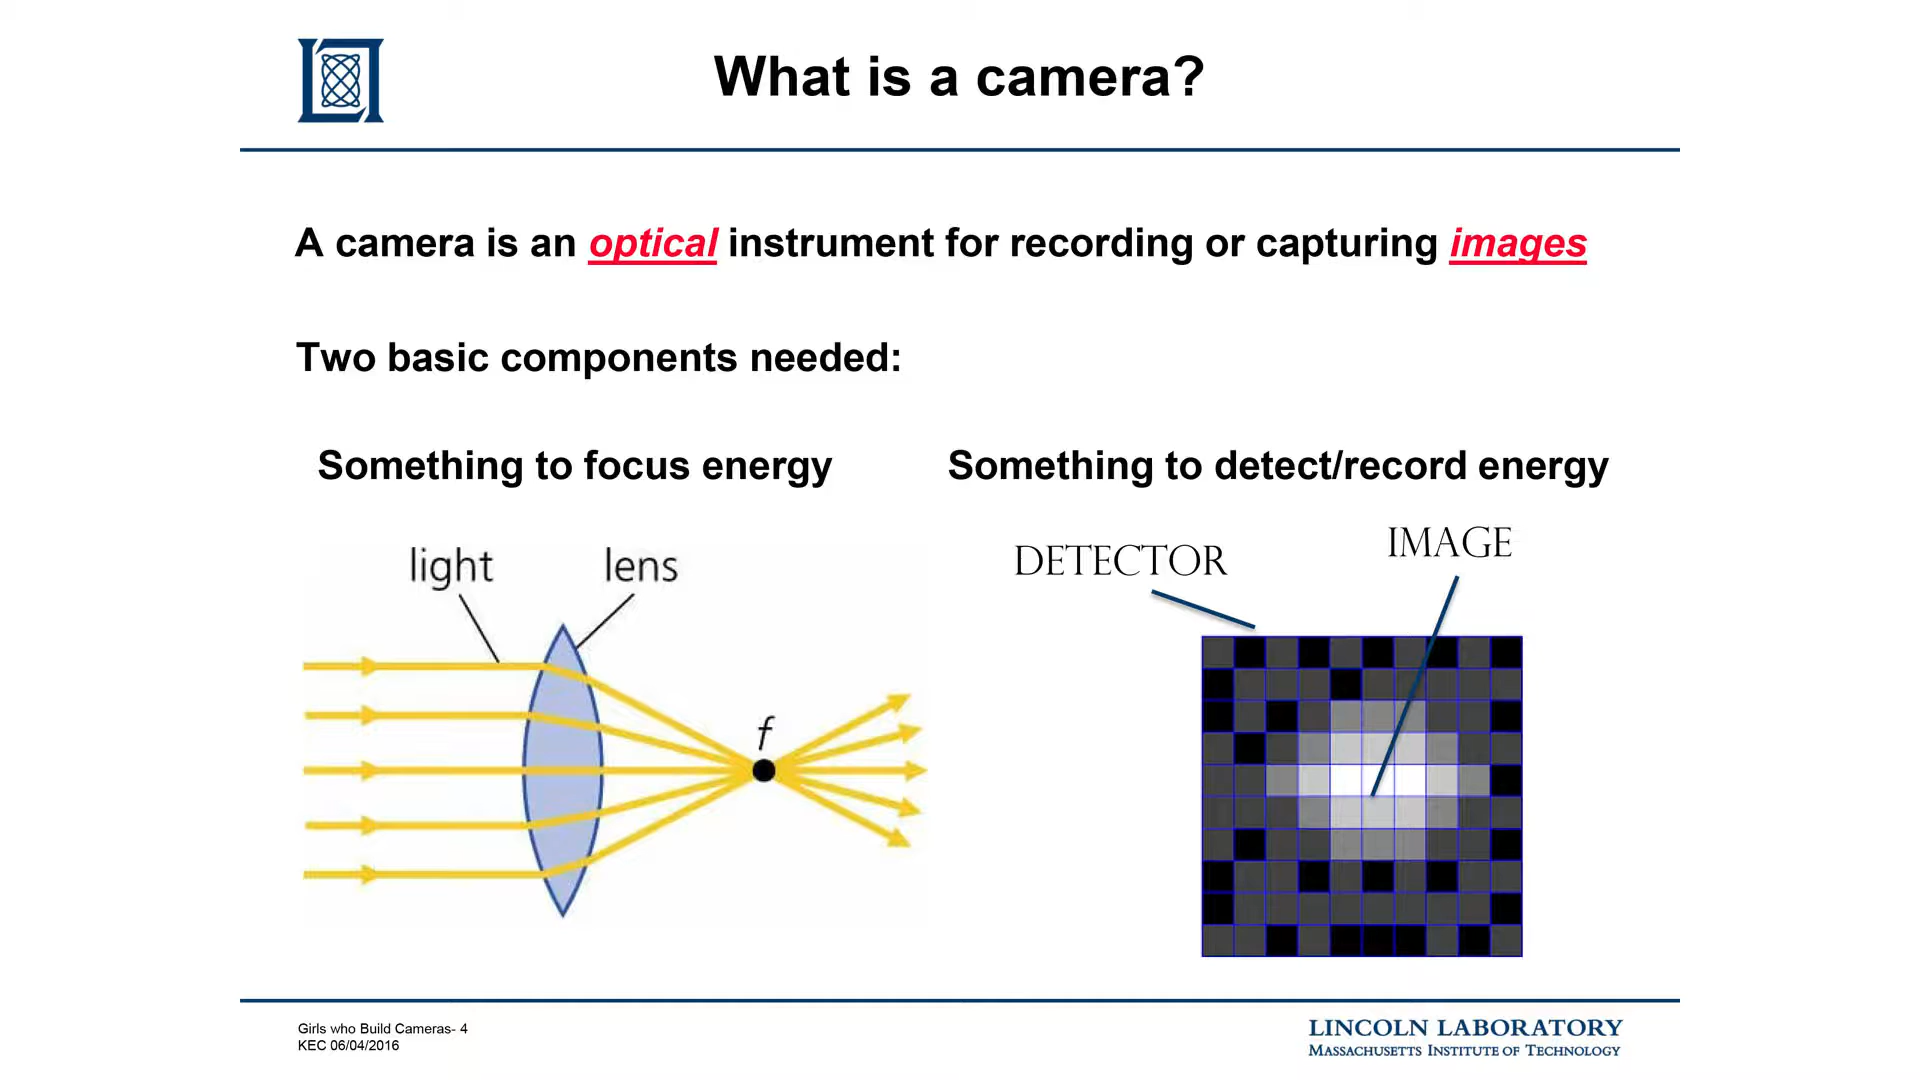 What is a camera?
A camera is an optical instrument for recording or capturing images
Two basic components needed:
Something to focus energy
Something to detect/record energy
light
lens
f
DETECTOR
IMAGE
Girls who Build Cameras- 4
KEC 06/04/2016
LINCOLN LABORATORY
MASSACHUSETTS INSTITUTE OF TECHNOLOGY